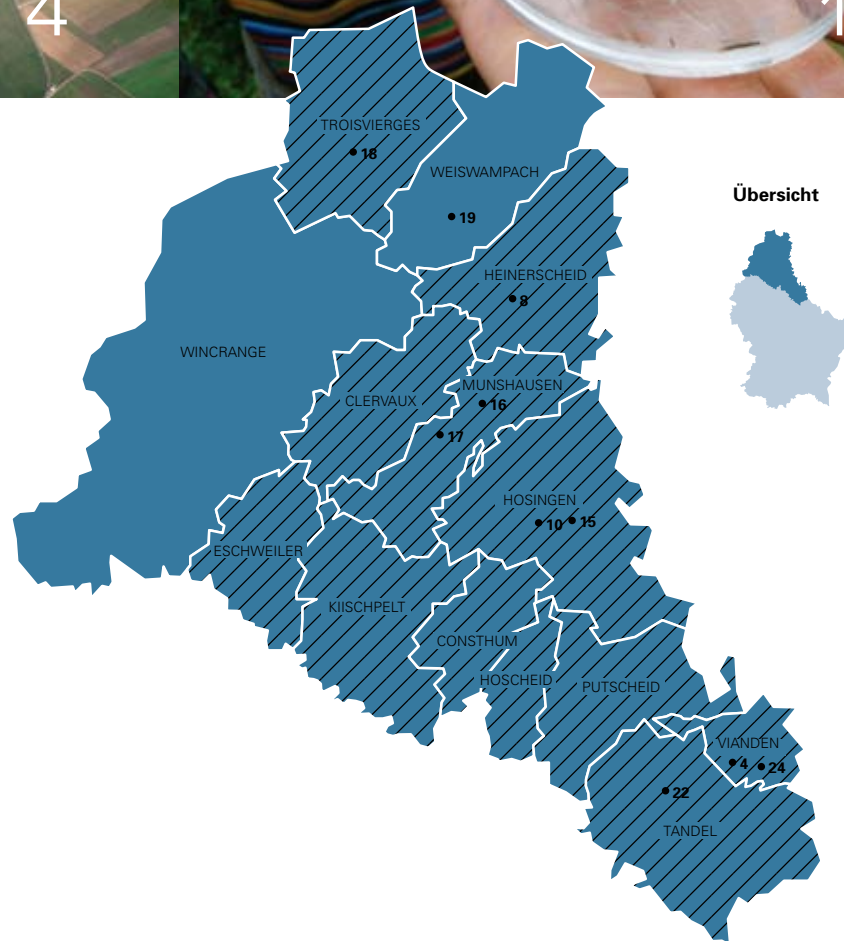 4
1
TROISVIERGES
18
WEISWAMPACH
19
Übersicht
HEINERSCHEID
8
WINCRANGE
MUNSHAUSEN
CLERVAUX
16
17
HOSINGEN
10
15
ESCHWEILER
KIISCHPELT
CONSTHUM
HOSCHEID
PUTSCHEID
VIANDEN
4
24
22
TANDEL